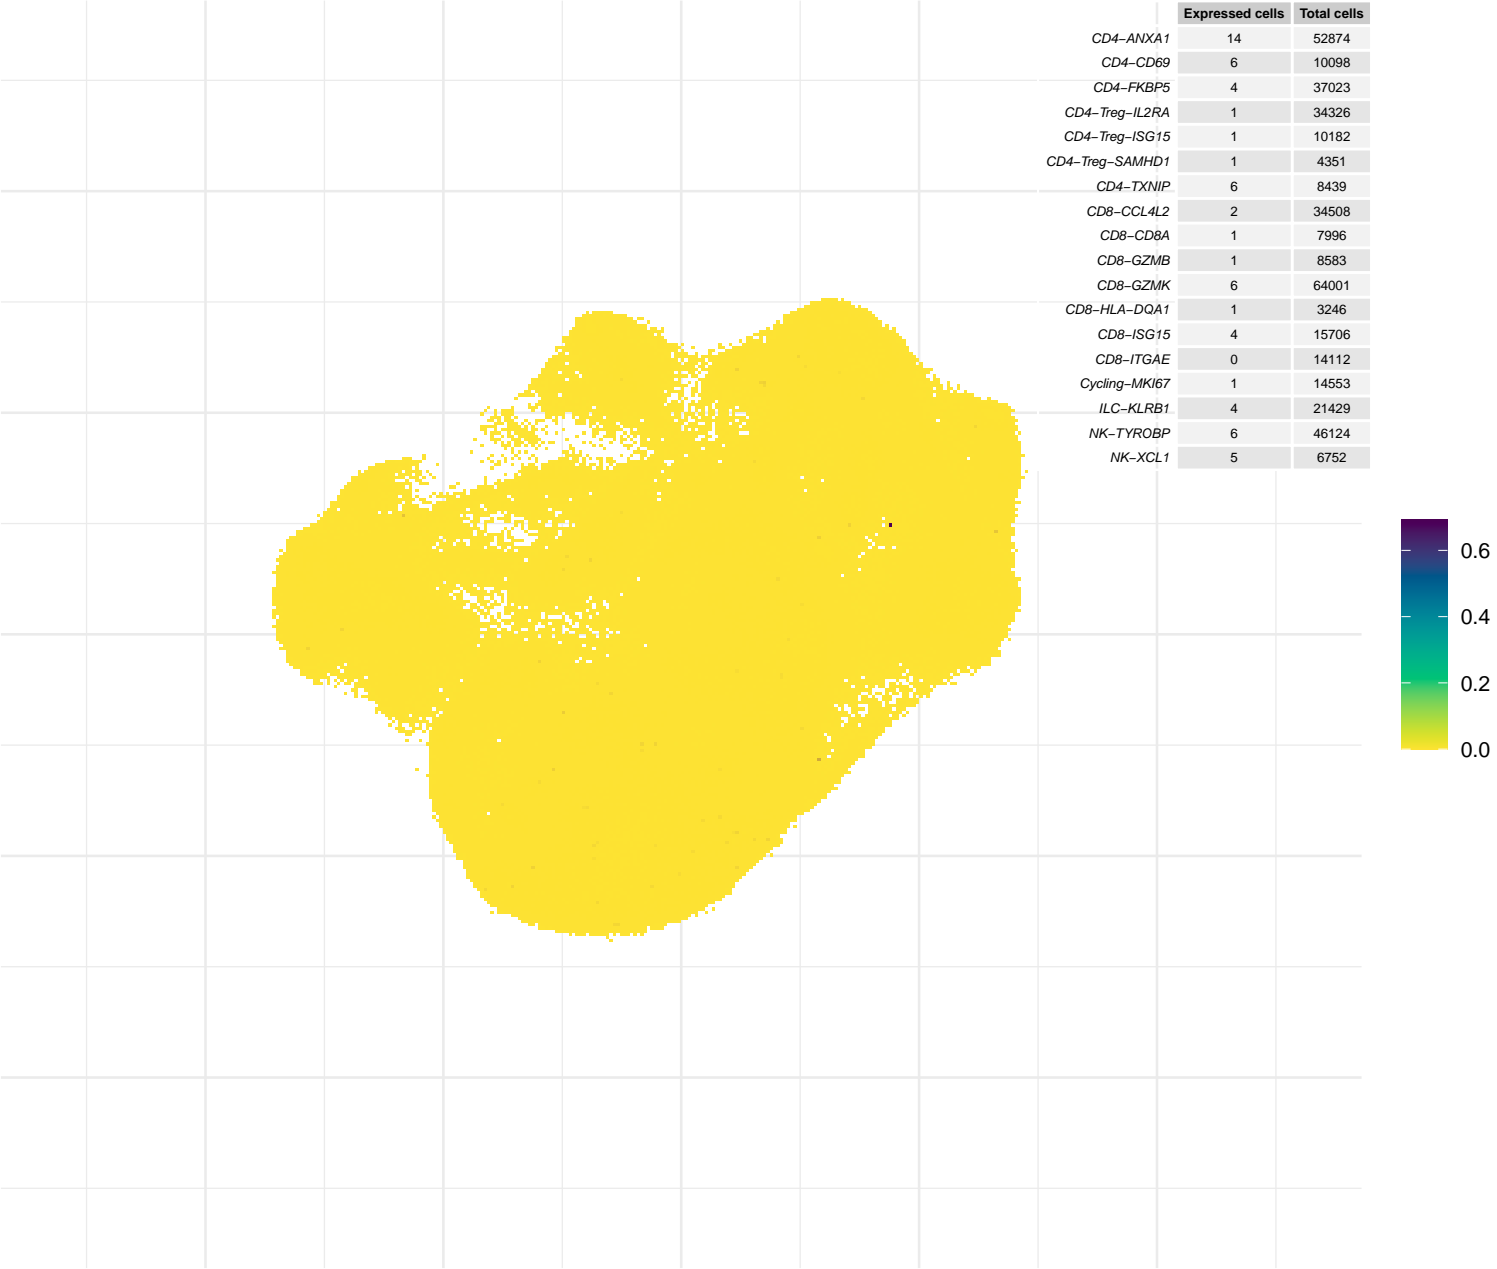 Expressed cells Total cells
CD4−ANXA1 14 52874
CD4−CD69 6 10098
CD4−FKBP5 4 37023
CD4−Treg−IL2RA 1 34326
CD4−Treg−ISG15 1 10182
CD4−Treg−SAMHD1 1 4351
CD4−TXNIP 6 8439
CD8−CCL4L2 2 34508
CD8−CD8A 1 7996
CD8−GZMB 1 8583
CD8−GZMK 6 64001
CD8−HLA−DQA1 1 3246
CD8−ISG15 4 15706
CD8−ITGAE 0 14112
Cycling−MKI67 1 14553
ILC−KLRB1 4 21429
NK−TYROBP 6 46124
NK−XCL1 5 6752
0.6
0.4
0.2
0.0